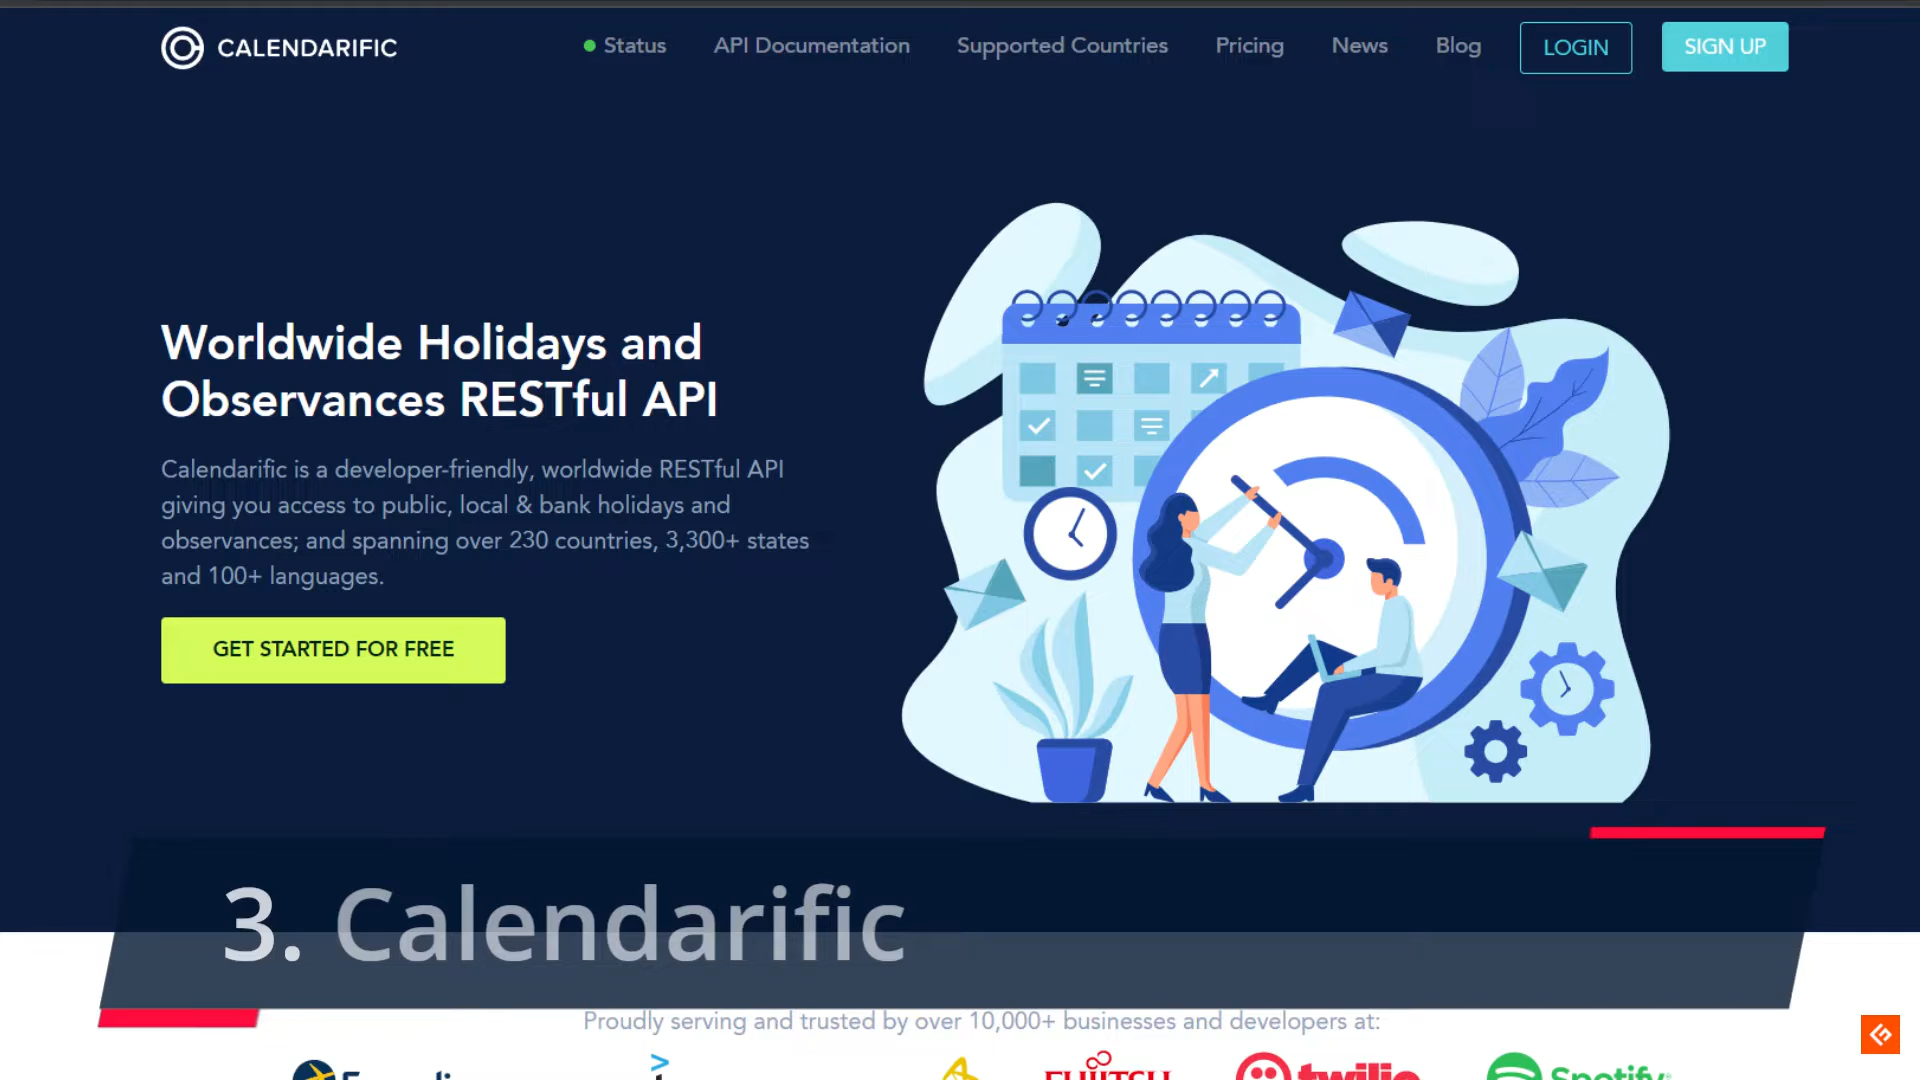 CALENDARIFIC
Status API Documentation Supported Countries Pricing News Blog LOGIN SIGN UP
Worldwide Holidays and
Observances RESTful API
Calendarific is a developer-friendly, worldwide RESTful API
giving you access to public, local & bank holidays and
observances; and spanning over 230 countries, 3,300+ states
and 100+ languages.
GET STARTED FOR FREE
3. Calendarific
Proudly serving and trusted by over 10,000+ businesses and developers at:
FUJITSU twilio Spotify